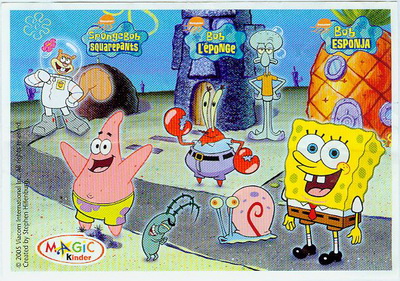 SpongeBob
SQUAREPANTS
Bob
L'ÉPONGE
Bob
ESPONJA
MAGIC
Kinder
© 2005 Viacom International Inc. All rights reserved.
Created by Stephen Hillenburg.